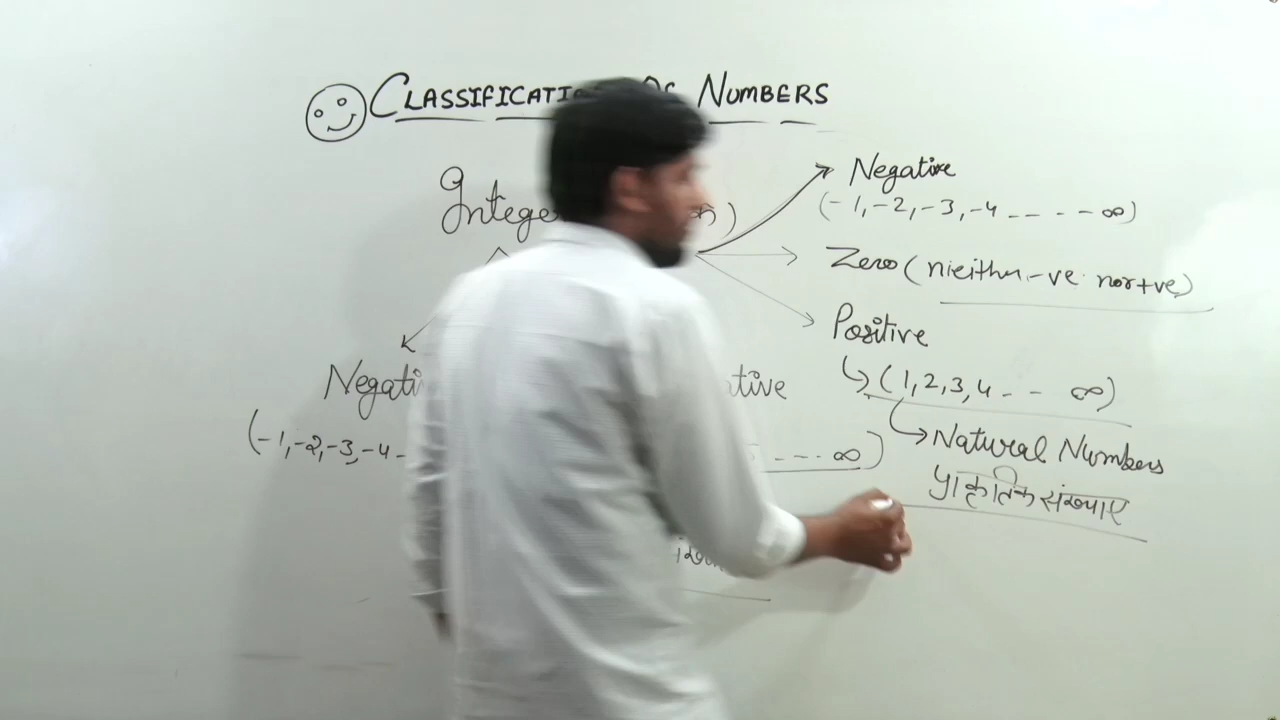 CLASSIFICATI Of NUMBERS
Intege
Negative
(-1, -2, -3, -4 -- - - -∞)
Zero (nieither -ve nor +ve)
Positive
(1, 2, 3, 4 - - ∞)
Natural Numbers
प्राकृतिक संख्याए
Negati ative
(-1, -2, -3, -4 - - --- ∞)